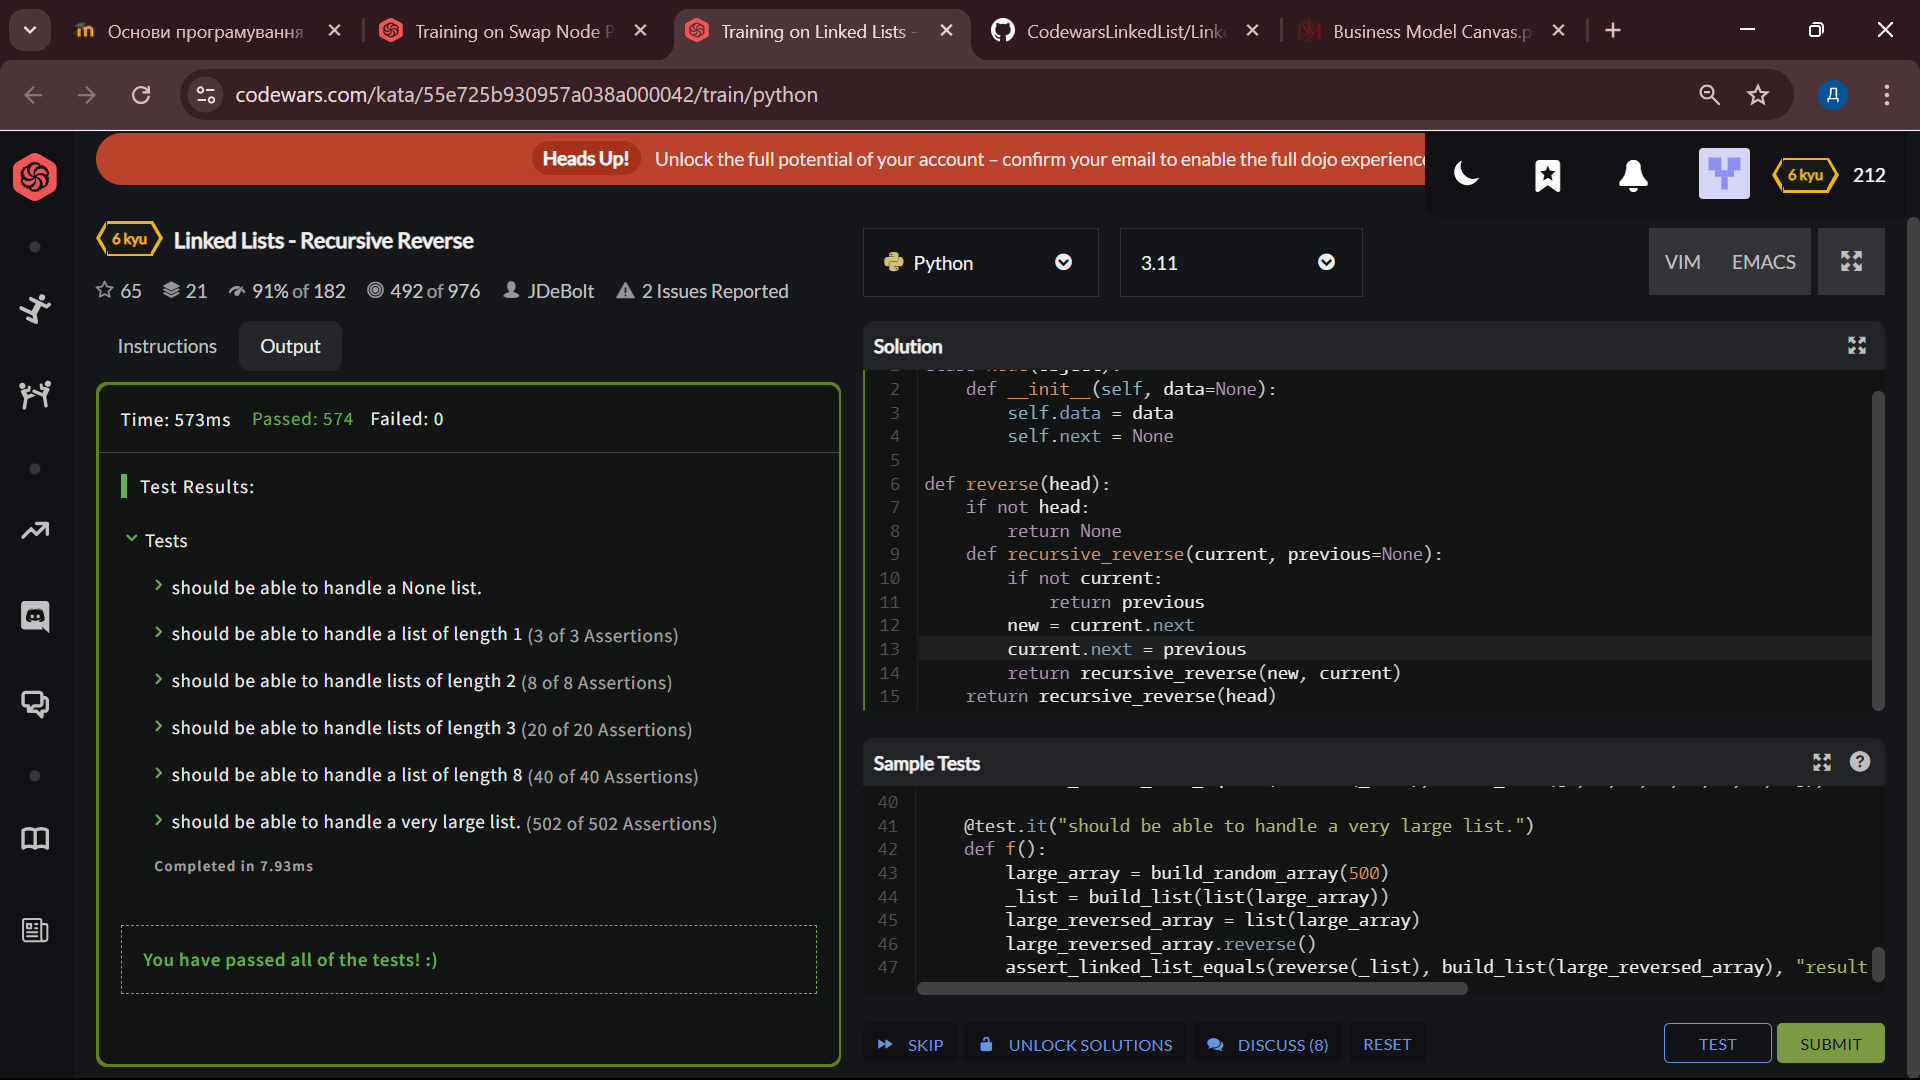 Основи програмування
Training on Swap Node P
Training on Linked Lists -
CodewarsLinkedList/Linke
Business Model Canvas.p
codewars.com/kata/55e725b930957a038a000042/train/python
Д
Heads Up! Unlock the full potential of your account – confirm your email to enable the full dojo experience
6 kyu 212
6 kyu Linked Lists - Recursive Reverse
65 21 91% of 182 492 of 976 JDeBolt 2 Issues Reported
Python
3.11
VIM EMACS
Instructions Output
Time: 573ms Passed: 574 Failed: 0
Test Results:
Tests
should be able to handle a None list.
should be able to handle a list of length 1 (3 of 3 Assertions)
should be able to handle lists of length 2 (8 of 8 Assertions)
should be able to handle lists of length 3 (20 of 20 Assertions)
should be able to handle a list of length 8 (40 of 40 Assertions)
should be able to handle a very large list. (502 of 502 Assertions)
Completed in 7.93ms
You have passed all of the tests! :)
Solution
2 def __init__(self, data=None):
3 self.data = data
4 self.next = None
5
6 def reverse(head):
7 if not head:
8 return None
9 def recursive_reverse(current, previous=None):
10 if not current:
11 return previous
12 new = current.next
13 current.next = previous
14 return recursive_reverse(new, current)
15 return recursive_reverse(head)
Sample Tests
40
41 @test.it("should be able to handle a very large list.")
42 def f():
43 large_array = build_random_array(500)
44 _list = build_list(list(large_array))
45 large_reversed_array = list(large_array)
46 large_reversed_array.reverse()
47 assert_linked_list_equals(reverse(_list), build_list(large_reversed_array), "result
SKIP UNLOCK SOLUTIONS DISCUSS (8) RESET TEST SUBMIT